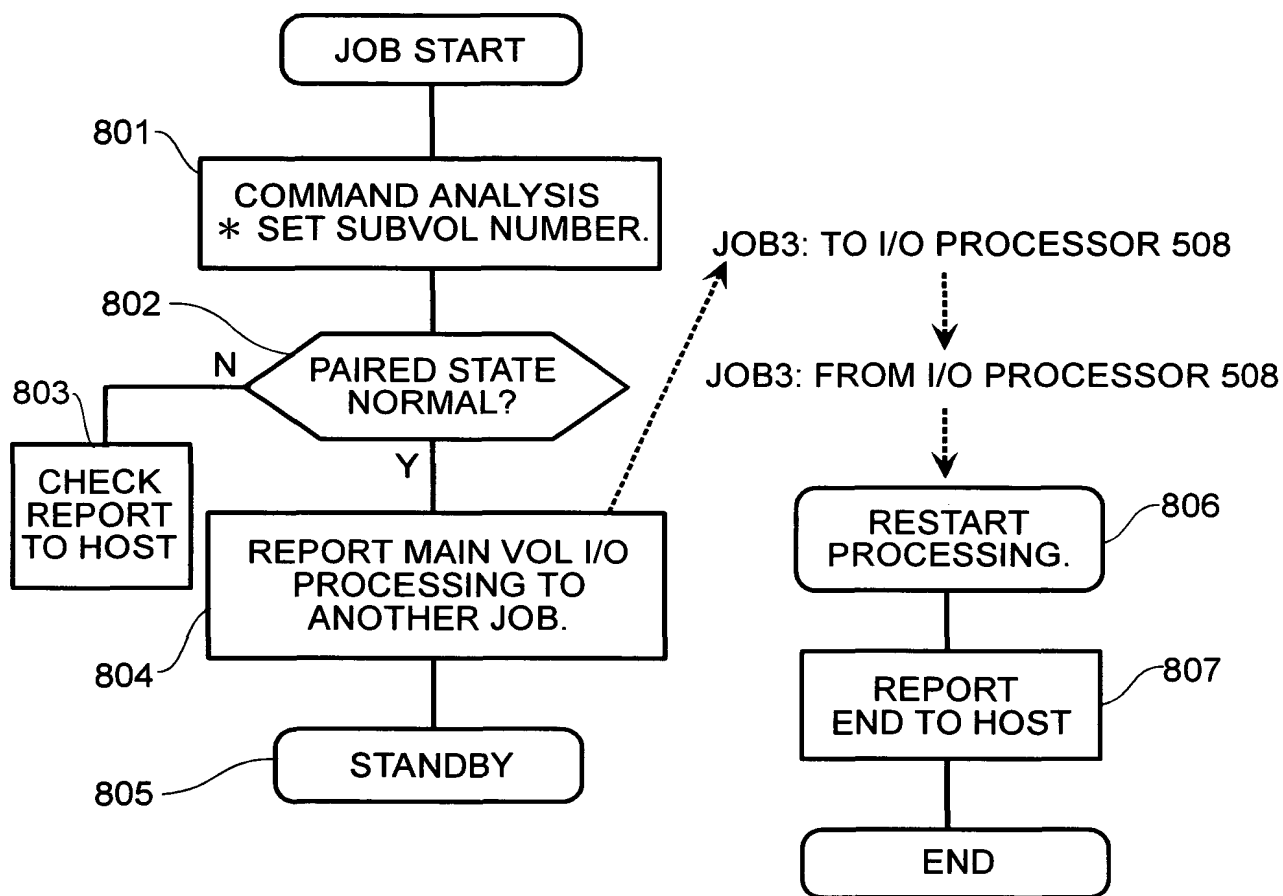 JOB START
801
COMMAND ANALYSIS
* SET SUBVOL NUMBER.
802
N
PAIRED STATE
NORMAL?
803
CHECK
REPORT
TO HOST
Y
REPORT MAIN VOL I/O
PROCESSING TO
ANOTHER JOB.
804
STANDBY
805
JOB3: TO I/O PROCESSOR 508
JOB3: FROM I/O PROCESSOR 508
RESTART
PROCESSING.
806
REPORT
END TO HOST
807
END